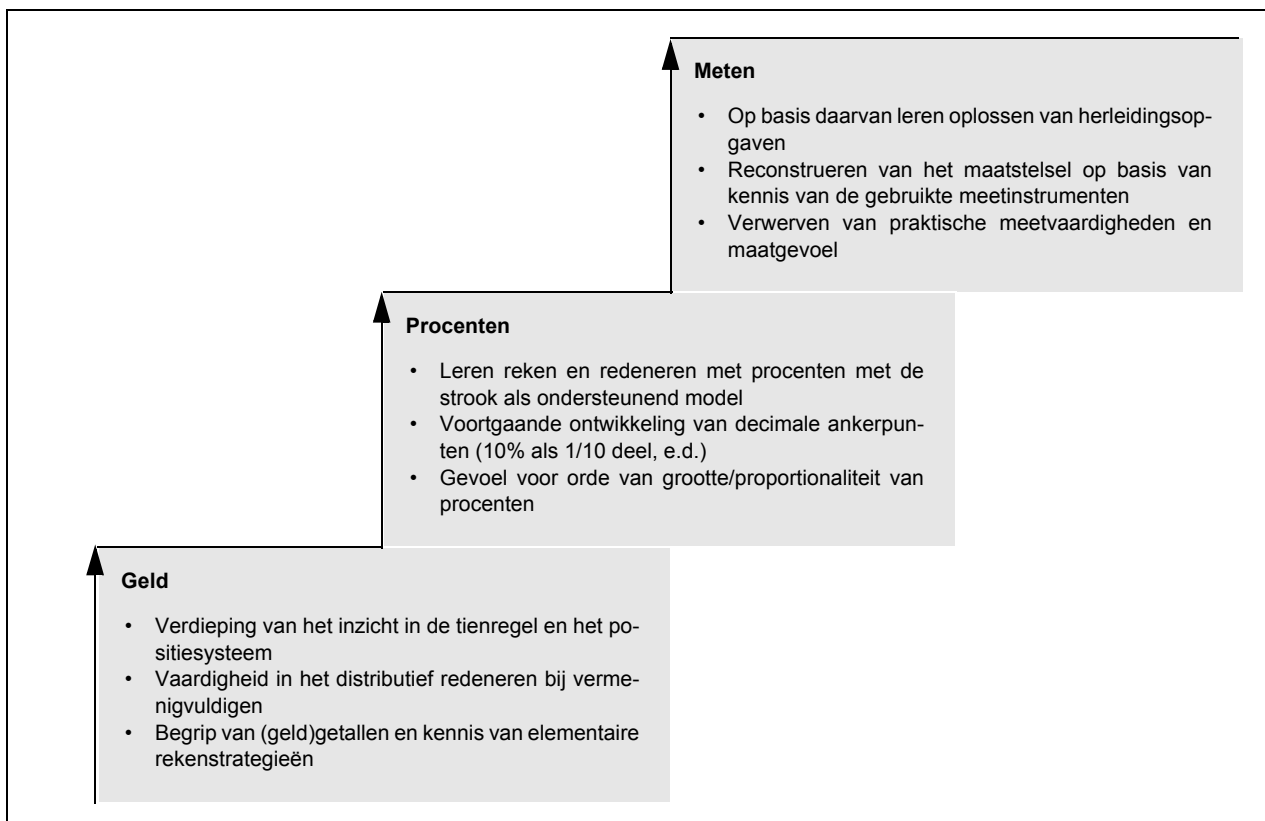 Meten
• Op basis daarvan leren oplossen van herleidingsop-
gaven
• Reconstrueren van het maatstelsel op basis van
kennis van de gebruikte meetinstrumenten
• Verwerven van praktische meetvaardigheden en
maatgevoel
Procenten
• Leren reken en redeneren met procenten met de
strook als ondersteunend model
• Voortgaande ontwikkeling van decimale ankerpun-
ten (10% als 1/10 deel, e.d.)
• Gevoel voor orde van grootte/proportionaliteit van
procenten
Geld
• Verdieping van het inzicht in de tienregel en het po-
sitiesysteem
• Vaardigheid in het distributief redeneren bij verme-
nigvuldigen
• Begrip van (geld)getallen en kennis van elementaire
rekenstrategieën